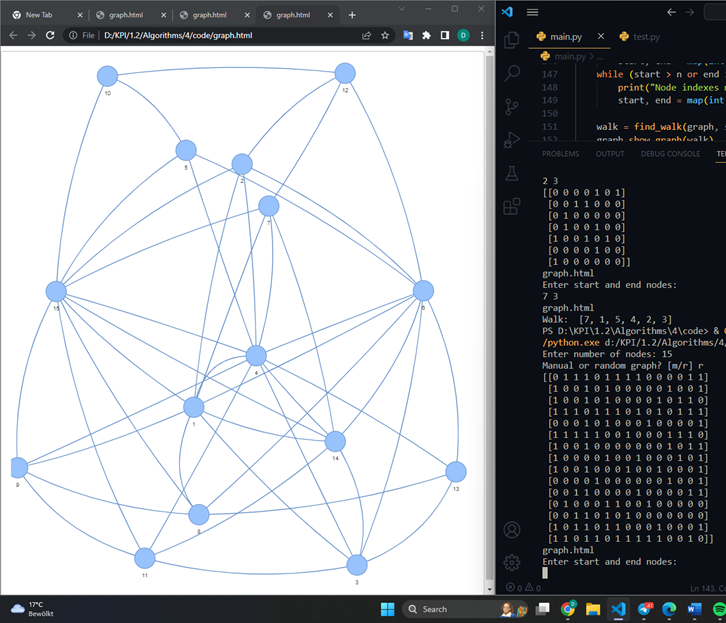 New Tab
graph.html
graph.html
graph.html
File
D:/KPI/1.2/Algorithms/4/code/graph.html
D
10
12
5
2
7
15
4
1
14
9
13
11
3
main.py
test.py
main.py > ...
147 while (start > n or end
148 print("Node indexes
149 start, end = map(int
150
151 walk = find_walk(graph,
152 graph.show_graph(walk)
PROBLEMS OUTPUT DEBUG CONSOLE
2 3
[[0 0 0 0 1 0 1]
[0 0 1 1 0 0 0]
[0 1 0 0 0 0 0]
[0 1 0 0 1 0 0]
[1 0 0 1 0 1 0]
[0 0 0 0 1 0 0]
[1 0 0 0 0 0 0]]
graph.html
Enter start and end nodes:
7 3
graph.html
Walk: [7, 1, 5, 4, 2, 3]
PS D:\KPI\1.2\Algorithms\4\code> &
/python.exe d:/KPI/1.2/Algorithms/4/
Enter number of nodes: 15
Manual or random graph? [m/r] r
[[0 1 1 1 0 1 1 1 1 0 0 0 0 1 1]
[1 0 0 1 0 1 0 0 0 0 0 1 0 0 1]
[1 0 0 1 0 1 0 0 0 0 1 0 1 1 0]
[1 1 1 0 1 1 1 0 1 0 1 0 1 1 1]
[0 0 0 1 0 1 0 0 0 0 0 1 0 0 1]
[1 1 1 1 1 0 0 1 0 0 0 1 1 1 0]
[1 0 0 1 0 0 0 0 0 0 0 1 0 1 1]
[1 0 0 0 0 1 0 0 1 0 0 0 1 0 1]
[1 0 0 1 0 0 0 1 0 0 1 0 0 0 1]
[0 0 0 0 1 0 0 0 0 0 0 1 0 0 1]
[0 0 1 1 0 0 0 0 1 0 0 0 0 1 1]
[0 1 0 0 0 1 1 0 0 1 0 0 0 0 0]
[0 0 1 1 0 1 0 1 0 0 0 0 0 0 0]
[1 0 1 1 0 1 1 0 0 0 1 0 0 0 1]
[1 1 0 1 1 0 1 1 1 1 1 0 0 1 0]]
graph.html
Enter start and end nodes:
0 0
Ln 143, C
17°C
Bewölkt
Search